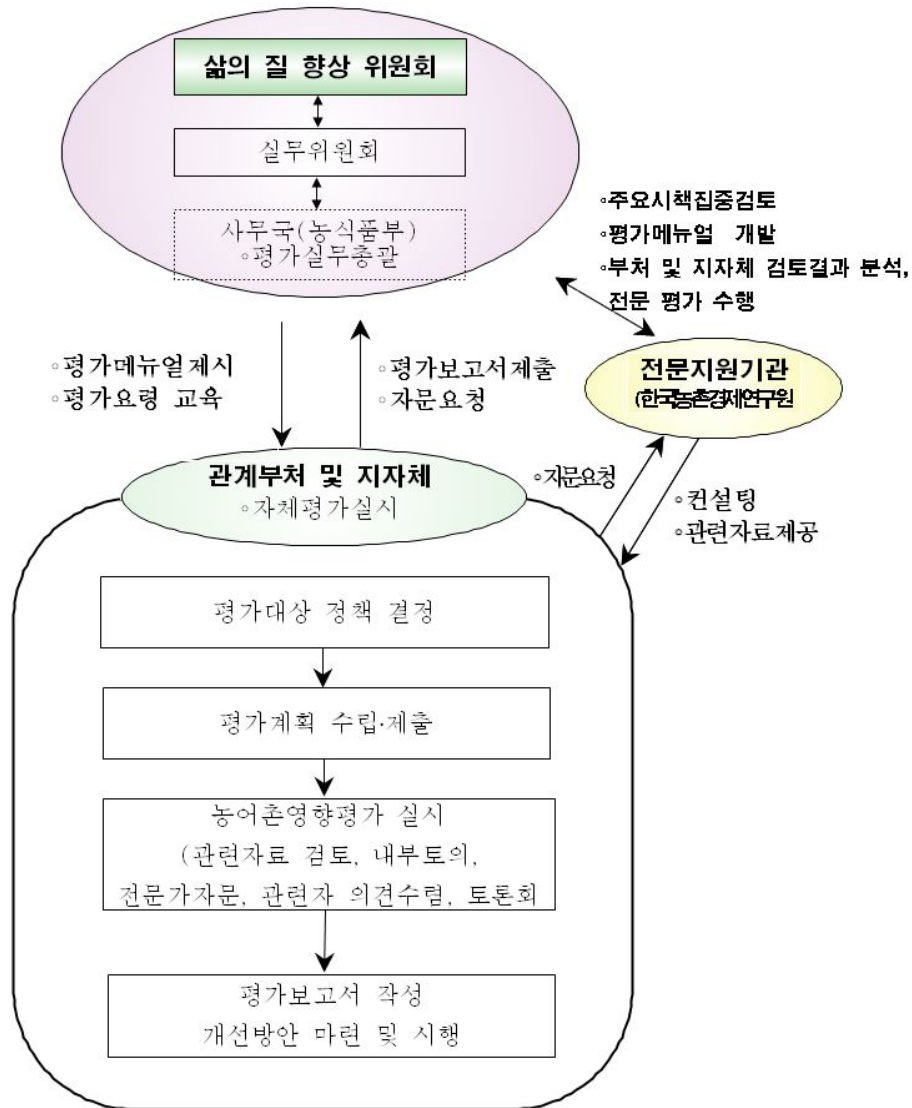 삶의 질 향상 위원회
실무위원회
사무국(농식품부)
◦평가실무총괄
◦주요시책집중검토
◦평가메뉴얼 개발
◦부처 및 지자체 검토결과 분석,
전문 평가 수행
◦평가메뉴얼제시
◦평가요령 교육
◦평가보고서제출
◦자문요청
전문지원기관
(한국농촌경제연구원
관계부처 및 지자체
◦자체평가실시
◦자문요청
◦컨설팅
◦관련자료제공
평가대상 정책 결정
평가계획 수립·제출
농어촌영향평가 실시
(관련자료 검토, 내부토의,
전문가자문, 관련자 의견수렴, 토론회
평가보고서 작성
개선방안 마련 및 시행